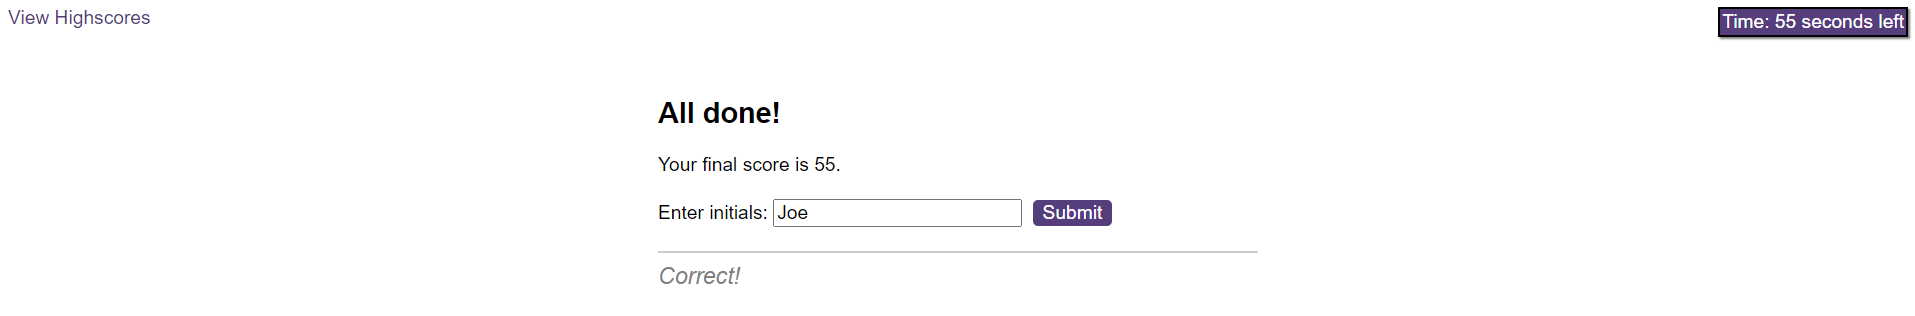 View Highscores
Time: 55 seconds left
All done!
Your final score is 55.
Enter initials: Joe Submit
Correct!